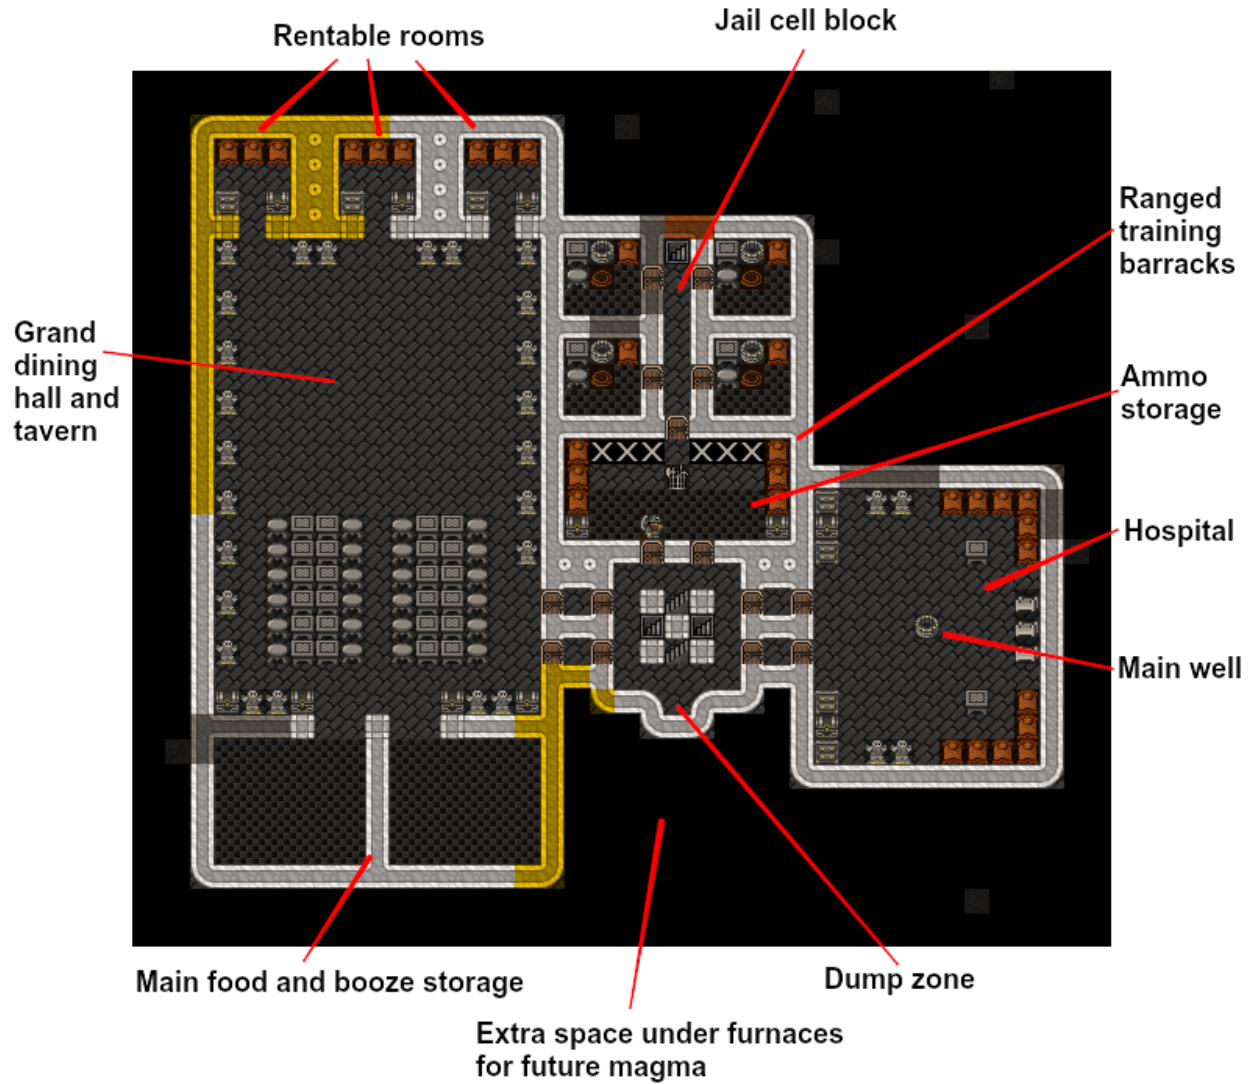 Jail cell block
Rentable rooms
Ranged
training
barracks
Grand
dining
hall and
tavern
Ammo
storage
Hospital
Main well
Main food and booze storage
Dump zone
Extra space under furnaces
for future magma